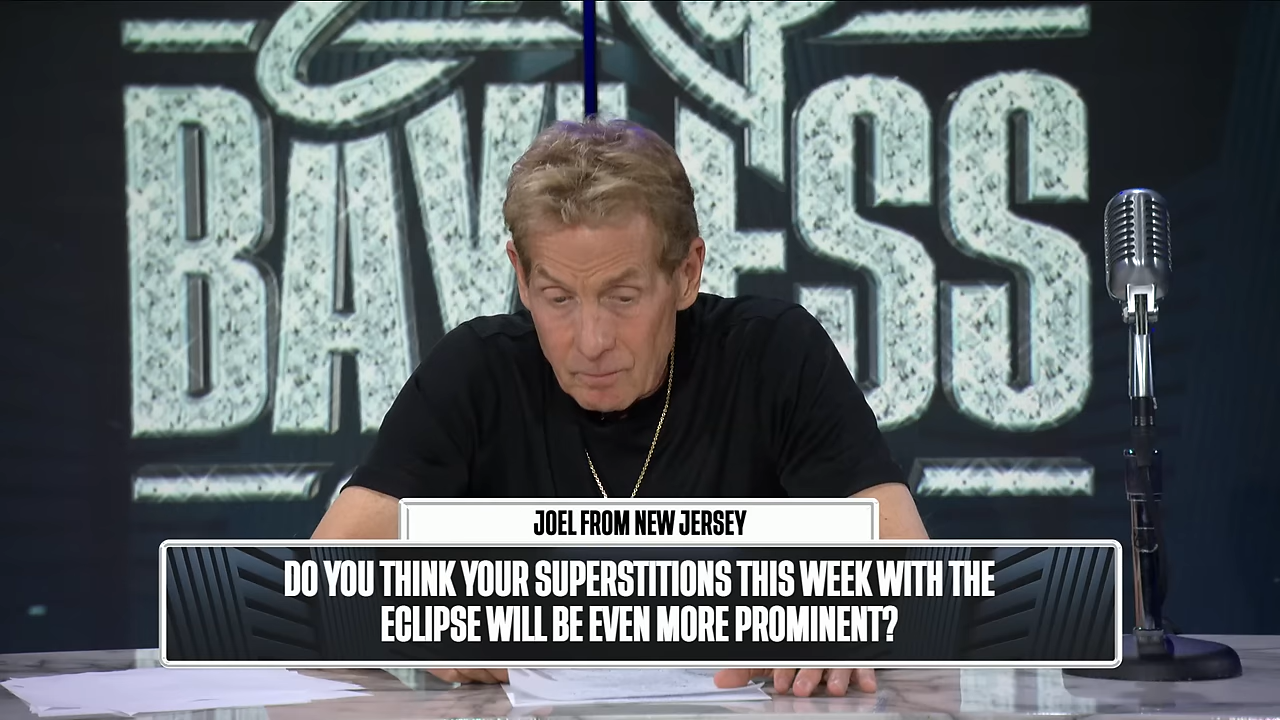 BAYLESS
JOEL FROM NEW JERSEY
DO YOU THINK YOUR SUPERSTITIONS THIS WEEK WITH THE
ECLIPSE WILL BE EVEN MORE PROMINENT?